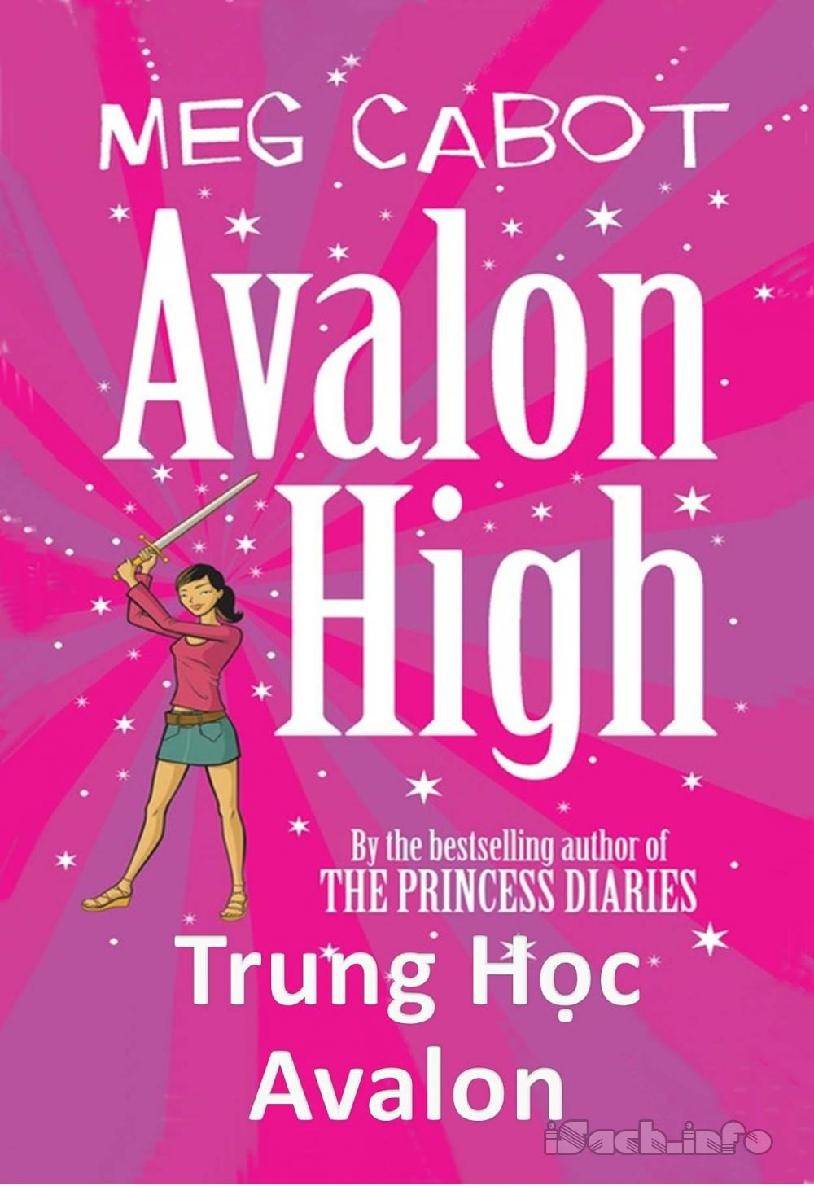 MEG CABOT
Avalon
High
By the bestselling author of
THE PRINCESS DIARIES
Trung Học
Avalon
iSach.info